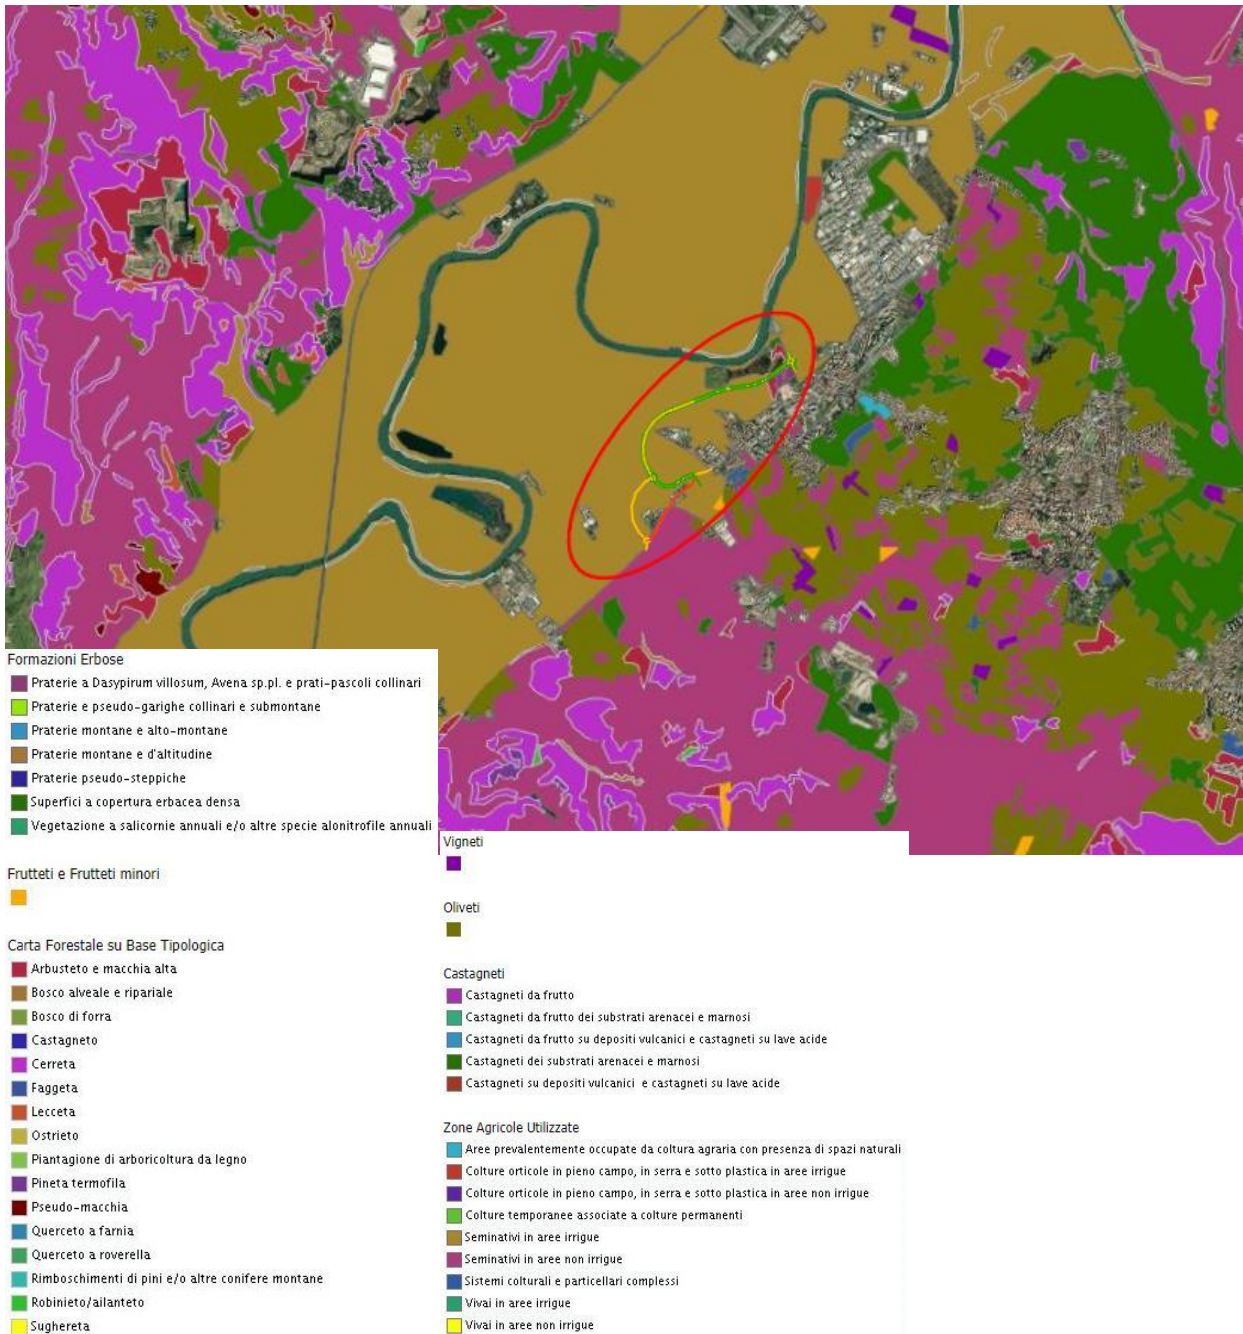 Formazioni Erbose
Praterie a Dasypirum villosum, Avena sp.pl. e prati-pascoli collinari
Praterie e pseudo-garighe collinari e submontane
Praterie montane e alto-montane
Praterie montane e d'altitudine
Praterie pseudo-steppiche
Superfici a copertura erbacea densa
Vegetazione a salicornie annuali e/o altre specie alonitrofile annuali
Frutteti e Frutteti minori
Carta Forestale su Base Tipologica
Arbusteto e macchia alta
Bosco alveale e ripariale
Bosco di forra
Castagneto
Cerreta
Faggeta
Lecceta
Ostrieto
Piantagione di arboricoltura da legno
Pineta termofila
Pseudo-macchia
Querceto a farnia
Querceto a roverella
Rimboschimenti di pini e/o altre conifere montane
Robinieto/ailanteto
Sughereta
Vigneti
Oliveti
Castagneti
Castagneti da frutto
Castagneti da frutto dei substrati arenacei e marnosi
Castagneti da frutto su depositi vulcanici e castagneti su lave acide
Castagneti dei substrati arenacei e marnosi
Castagneti su depositi vulcanici e castagneti su lave acide
Zone Agricole Utilizzate
Aree prevalentemente occupate da coltura agraria con presenza di spazi naturali
Colture orticole in pieno campo, in serra e sotto plastica in aree irrigue
Colture orticole in pieno campo, in serra e sotto plastica in aree non irrigue
Colture temporanee associate a colture permanenti
Seminativi in aree irrigue
Seminativi in aree non irrigue
Sistemi colturali e particellari complessi
Vivai in aree irrigue
Vivai in aree non irrigue